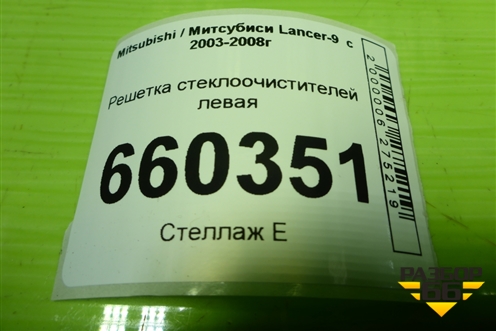 Mitsubishi / Митсубиси Lancer-9 с
2003-2008г
Решетка стеклоочистителей
левая
660351
Стеллаж Е
2000006275219
РАЗБОР
66